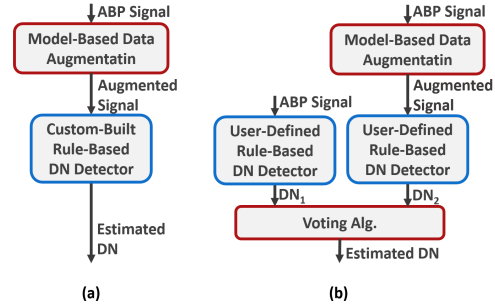 ABP Signal
Model-Based Data
Augmentatin
Augmented
Signal
Custom-Built
Rule-Based
DN Detector
Estimated
DN
(a)
ABP Signal
Model-Based Data
Augmentatin
Augmented
Signal
ABP Signal
User-Defined
Rule-Based
DN Detector
User-Defined
Rule-Based
DN Detector
DN₁
DN₂
Voting Alg.
Estimated DN
(b)